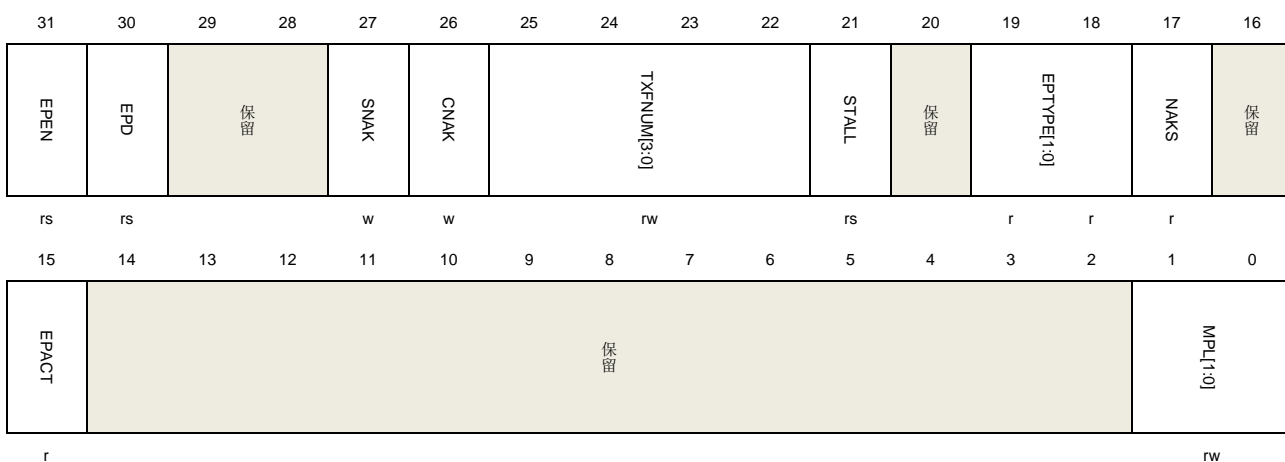 31 30 29 28 27 26 25 24 23 22 21 20 19 18 17 16
EPEN EPD 保留 SNAK CNAK TXFNUM[3:0] STALL 保留 EPTYPE[1:0] NAKS 保留
rs rs w w rw rs r r r
15 14 13 12 11 10 9 8 7 6 5 4 3 2 1 0
EPACT 保留 MPL[1:0]
r rw